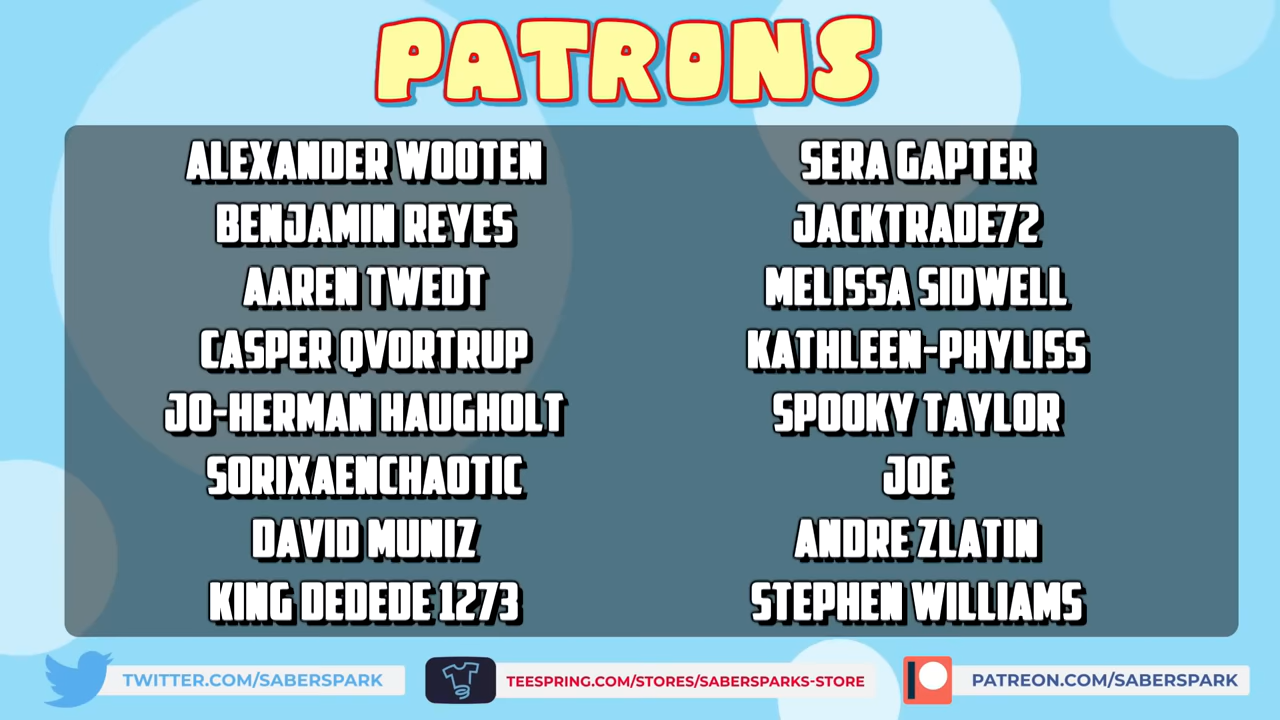 PATRONS
ALEXANDER WOOTEN
BENJAMIN REYES
AAREN TWEDT
CASPER QVORTRUP
JO-HERMAN HAUGHOLT
SORIXAENCHAOTIC
DAVID MUNIZ
KING DEDEDE 1273
SERA GAPTER
JACKTRADE72
MELISSA SIDWELL
KATHLEEN-PHYLISS
SPOOKY TAYLOR
JOE
ANDRE ZLATIN
STEPHEN WILLIAMS
TWITTER.COM/SABERSPARK
TEESPRING.COM/STORES/SABERSPARKS-STORE
PATREON.COM/SABERSPARK